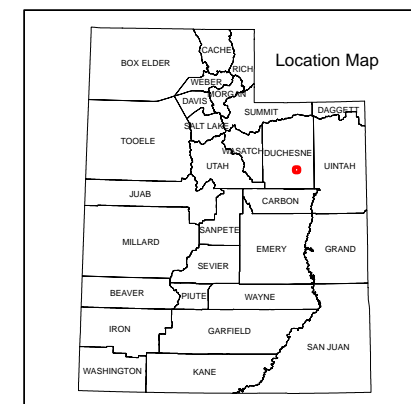 Location Map
CACHE
BOX ELDER
RICH
WEBER
MORGAN
DAVIS
SUMMIT
DAGGETT
SALT LAKE
TOOELE
WASATCH
DUCHESNE
UTAH
UINTAH
JUAB
CARBON
SANPETE
MILLARD
EMERY
GRAND
SEVIER
BEAVER
PIUTE
WAYNE
IRON
GARFIELD
SAN JUAN
WASHINGTON
KANE